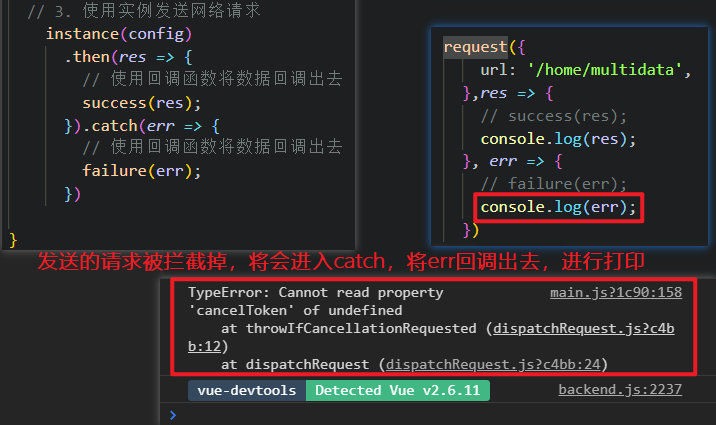 // 3. 使用实例发送网络请求
instance(config)
.then(res => {
// 使用回调函数将数据回调出去
success(res);
}).catch(err => {
// 使用回调函数将数据回调出去
failure(err);
})
}
request({
url: '/home/multidata',
},res => {
// success(res);
console.log(res);
}, err => {
// failure(err);
console.log(err);
})
发送的请求被拦截掉，将会进入catch，将err回调出去，进行打印
TypeError: Cannot read property main.js?1c90:158
'cancelToken' of undefined
at throwIfCancellationRequested (dispatchRequest.js?c4b
b:12)
at dispatchRequest (dispatchRequest.js?c4bb:24)
vue-devtools Detected Vue v2.6.11 backend.js:2237
>